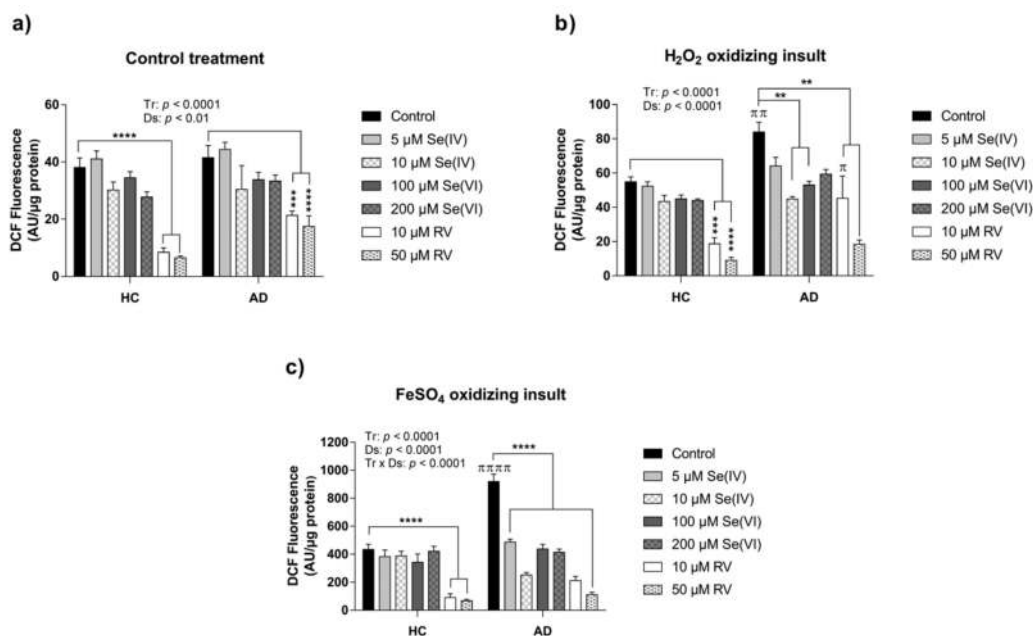 a)
Control treatment
Tr: p < 0.0001
Ds: p < 0.01
****
***
****
60
40
20
0
DCF Fluorescence
(AU/µg protein)
HC
AD
Control
5 µM Se(IV)
10 µM Se(IV)
100 µM Se(VI)
200 µM Se(VI)
10 µM RV
50 µM RV
b)
H₂O₂ oxidizing insult
Tr: p < 0.0001
Ds: p < 0.0001
**
**
ππ
π
***
****
100
80
60
40
20
0
DCF Fluorescence
(AU/µg protein)
HC
AD
Control
5 µM Se(IV)
10 µM Se(IV)
100 µM Se(VI)
200 µM Se(VI)
10 µM RV
50 µM RV
c)
FeSO₄ oxidizing insult
Tr: p < 0.0001
Ds: p < 0.0001
Tr x Ds: p < 0.0001
****
ππππ
****
1200
1000
800
600
400
200
0
DCF Fluorescence
(AU/µg protein)
HC
AD
Control
5 µM Se(IV)
10 µM Se(IV)
100 µM Se(VI)
200 µM Se(VI)
10 µM RV
50 µM RV